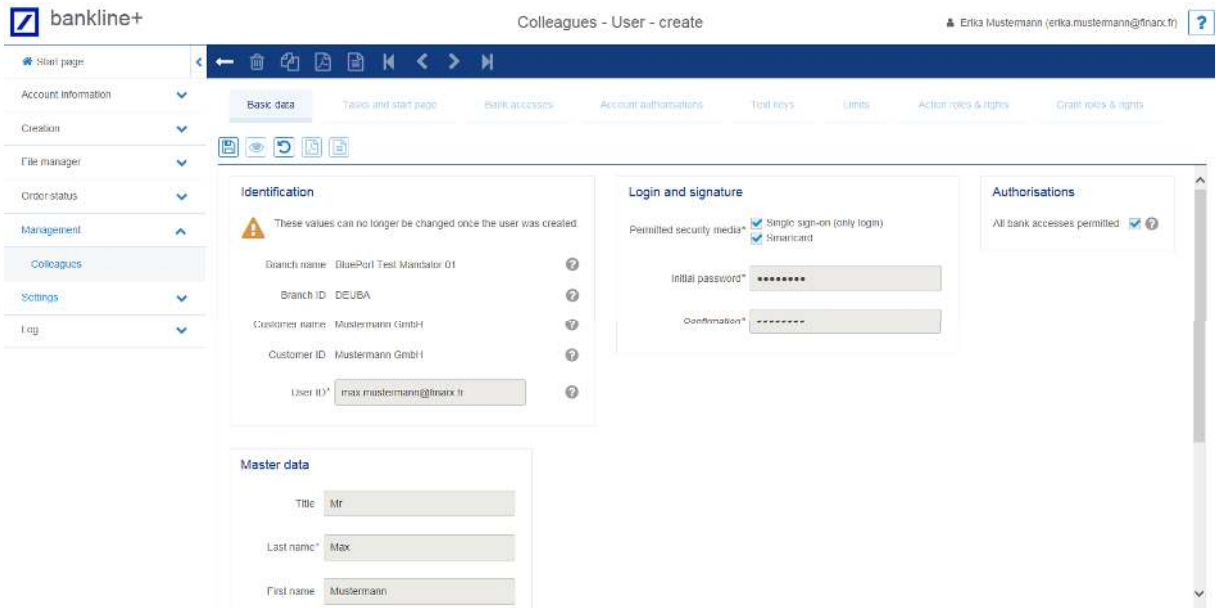 bankline+
Colleagues - User - create
Erika Mustermann (erika.mustermann@finarx.fr)
?
Start page
Account Information
Creation
File manager
Order status
Management
Colleagues
Settings
Log
Basic data
Tasks and start page
Bank accesses
Account authorisations
Text keys
Limits
Action roles & rights
Grant roles & rights
Identification
These values can no longer be changed once the user was created
Branch name BluePort Test Mandator 01
Branch ID DEUBA
Customer name Mustermann GmbH
Customer ID Mustermann GmbH
User ID* max.mustermann@finarx.fr
Login and signature
Permitted security media*
Single sign-on (only login)
Smartcard
Initial password* ••••••••
Confirmation* ••••••••
Authorisations
All bank accesses permitted
Master data
Title Mr
Last name* Max
First name Mustermann